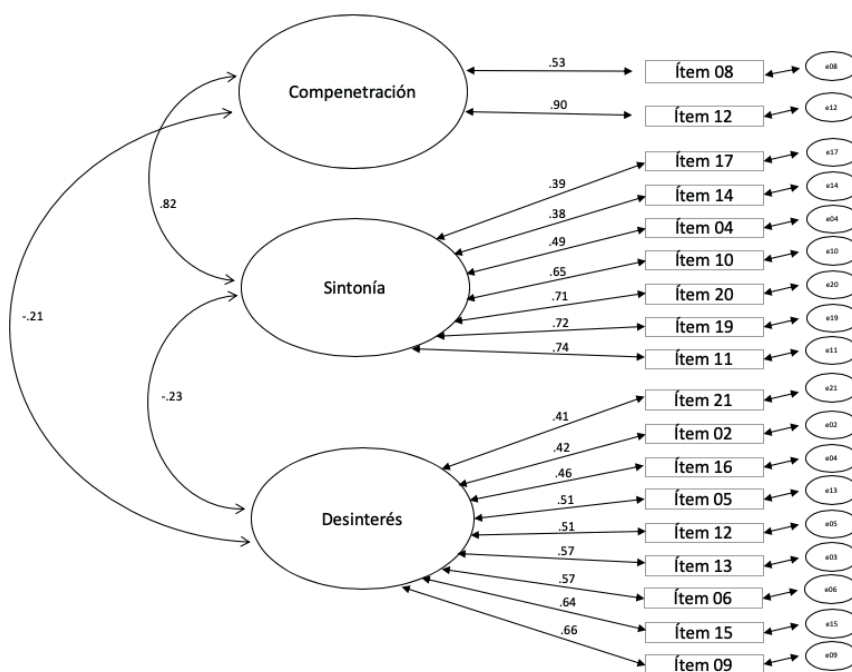 Compenetración
.53
Ítem 08
e08
.90
Ítem 12
e12
.82
Sintonía
.39
Ítem 17
e17
.38
Ítem 14
e14
.49
Ítem 04
e04
.65
Ítem 10
e10
.71
Ítem 20
e20
.72
Ítem 19
e19
.74
Ítem 11
e11
-.21
-.23
Desinterés
.41
Ítem 21
e21
.42
Ítem 02
e02
.46
Ítem 16
e04
.51
Ítem 05
e13
.51
Ítem 12
e05
.57
Ítem 13
e03
.57
Ítem 06
e06
.64
Ítem 15
e15
.66
Ítem 09
e09